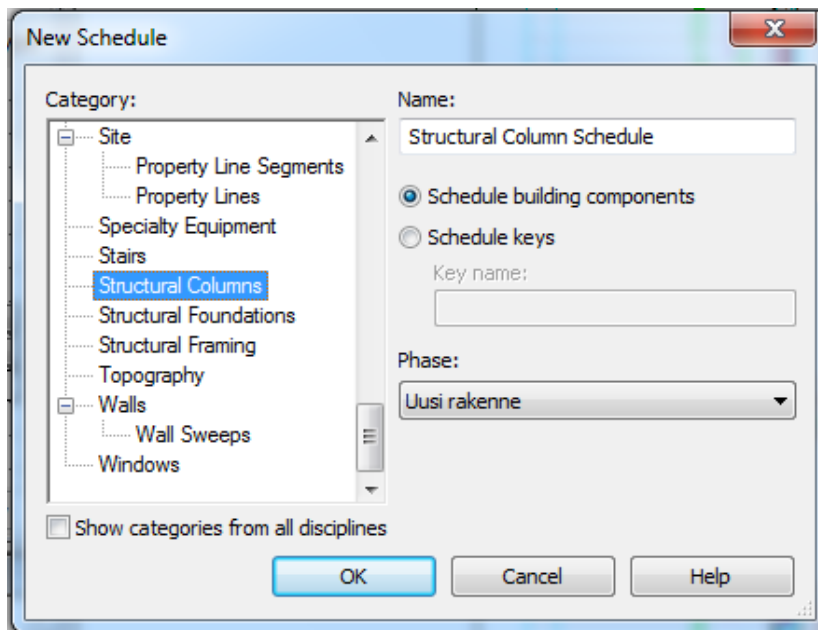 New Schedule
Category:
Site
Property Line Segments
Property Lines
Specialty Equipment
Stairs
Structural Columns
Structural Foundations
Structural Framing
Topography
Walls
Wall Sweeps
Windows
Show categories from all disciplines
Name:
Structural Column Schedule
Schedule building components
Schedule keys
Key name:
Phase:
Uusi rakenne
OK
Cancel
Help